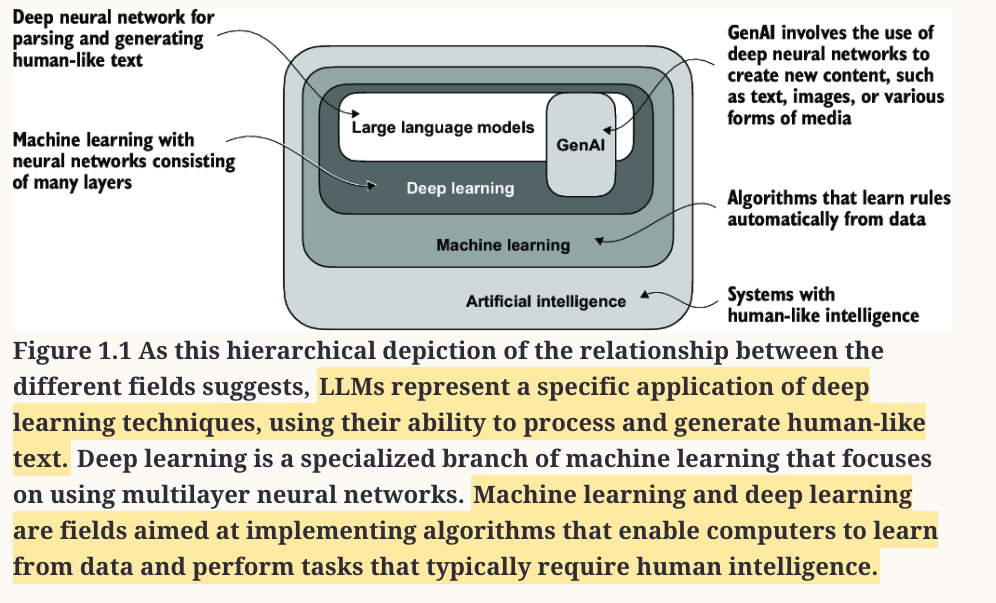 Deep neural network for
parsing and generating
human-like text
GenAI involves the use of
deep neural networks to
create new content, such
as text, images, or various
forms of media
Large language models
GenAI
Machine learning with
neural networks consisting
of many layers
Deep learning
Algorithms that learn rules
automatically from data
Machine learning
Artificial intelligence
Systems with
human-like intelligence
Figure 1.1 As this hierarchical depiction of the relationship between the
different fields suggests, LLMs represent a specific application of deep
learning techniques, using their ability to process and generate human-like
text. Deep learning is a specialized branch of machine learning that focuses
on using multilayer neural networks. Machine learning and deep learning
are fields aimed at implementing algorithms that enable computers to learn
from data and perform tasks that typically require human intelligence.